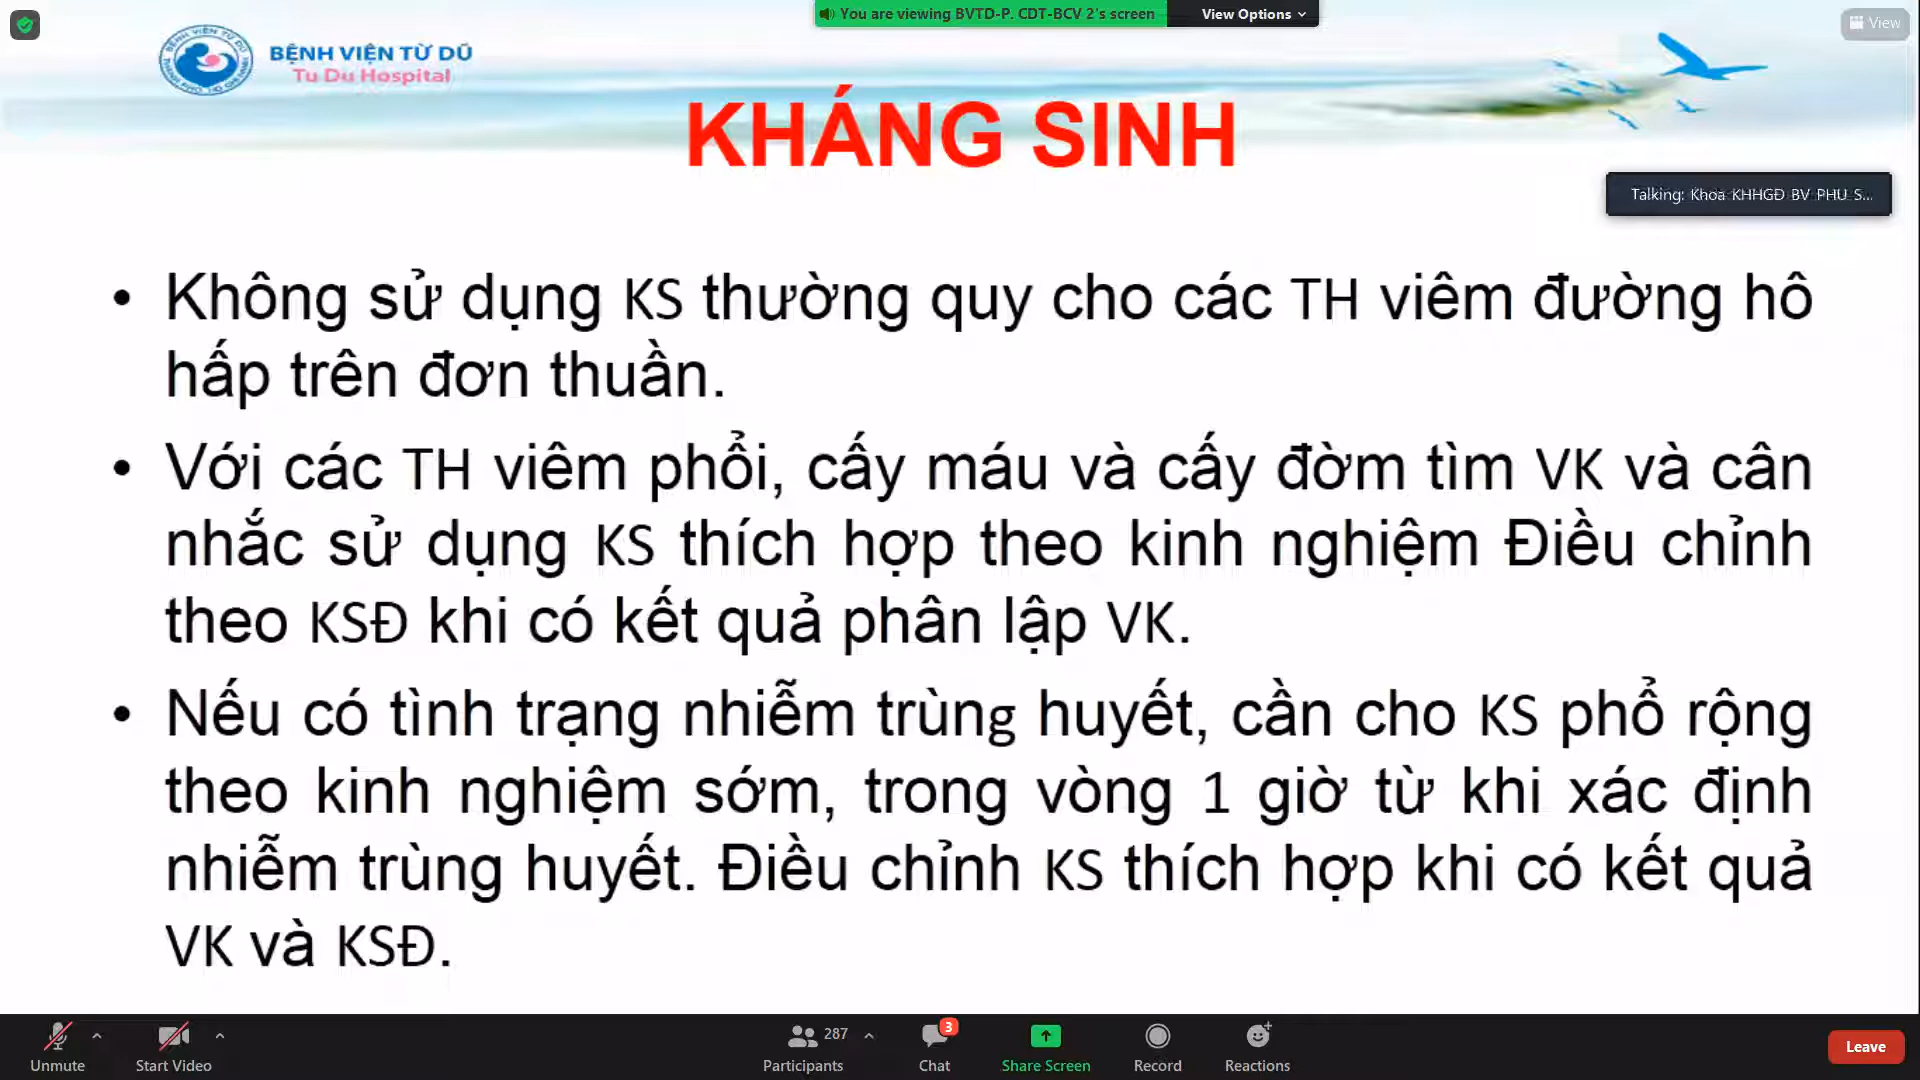 You are viewing BVTD-P. CDT-BCV 2's screen
View Options
View
BỆNH VIỆN TỪ DŨ
Tu Du Hospital
KHÁNG SINH
Talking: Khoa KHHGĐ BV PHU S...
• Không sử dụng KS thường quy cho các TH viêm đường hô
hấp trên đơn thuần.
• Với các TH viêm phổi, cấy máu và cấy đờm tìm VK và cân
nhắc sử dụng KS thích hợp theo kinh nghiệm Điều chỉnh
theo KSĐ khi có kết quả phân lập VK.
• Nếu có tình trạng nhiễm trùng huyết, cần cho KS phổ rộng
theo kinh nghiệm sớm, trong vòng 1 giờ từ khi xác định
nhiễm trùng huyết. Điều chỉnh KS thích hợp khi có kết quả
VK và KSĐ.
287
3
Unmute
Start Video
Participants
Chat
Share Screen
Record
Reactions
Leave